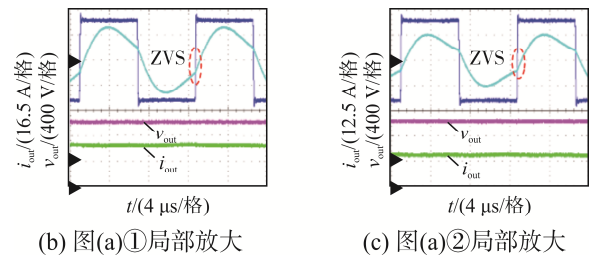 i_out/(16.5 A/格)
v_out/(400 V/格)
ZVS
v_out
i_out
t/(4 μs/格)
(b) 图(a)①局部放大
i_out/(12.5 A/格)
v_out/(400 V/格)
ZVS
v_out
i_out
t/(4 μs/格)
(c) 图(a)②局部放大